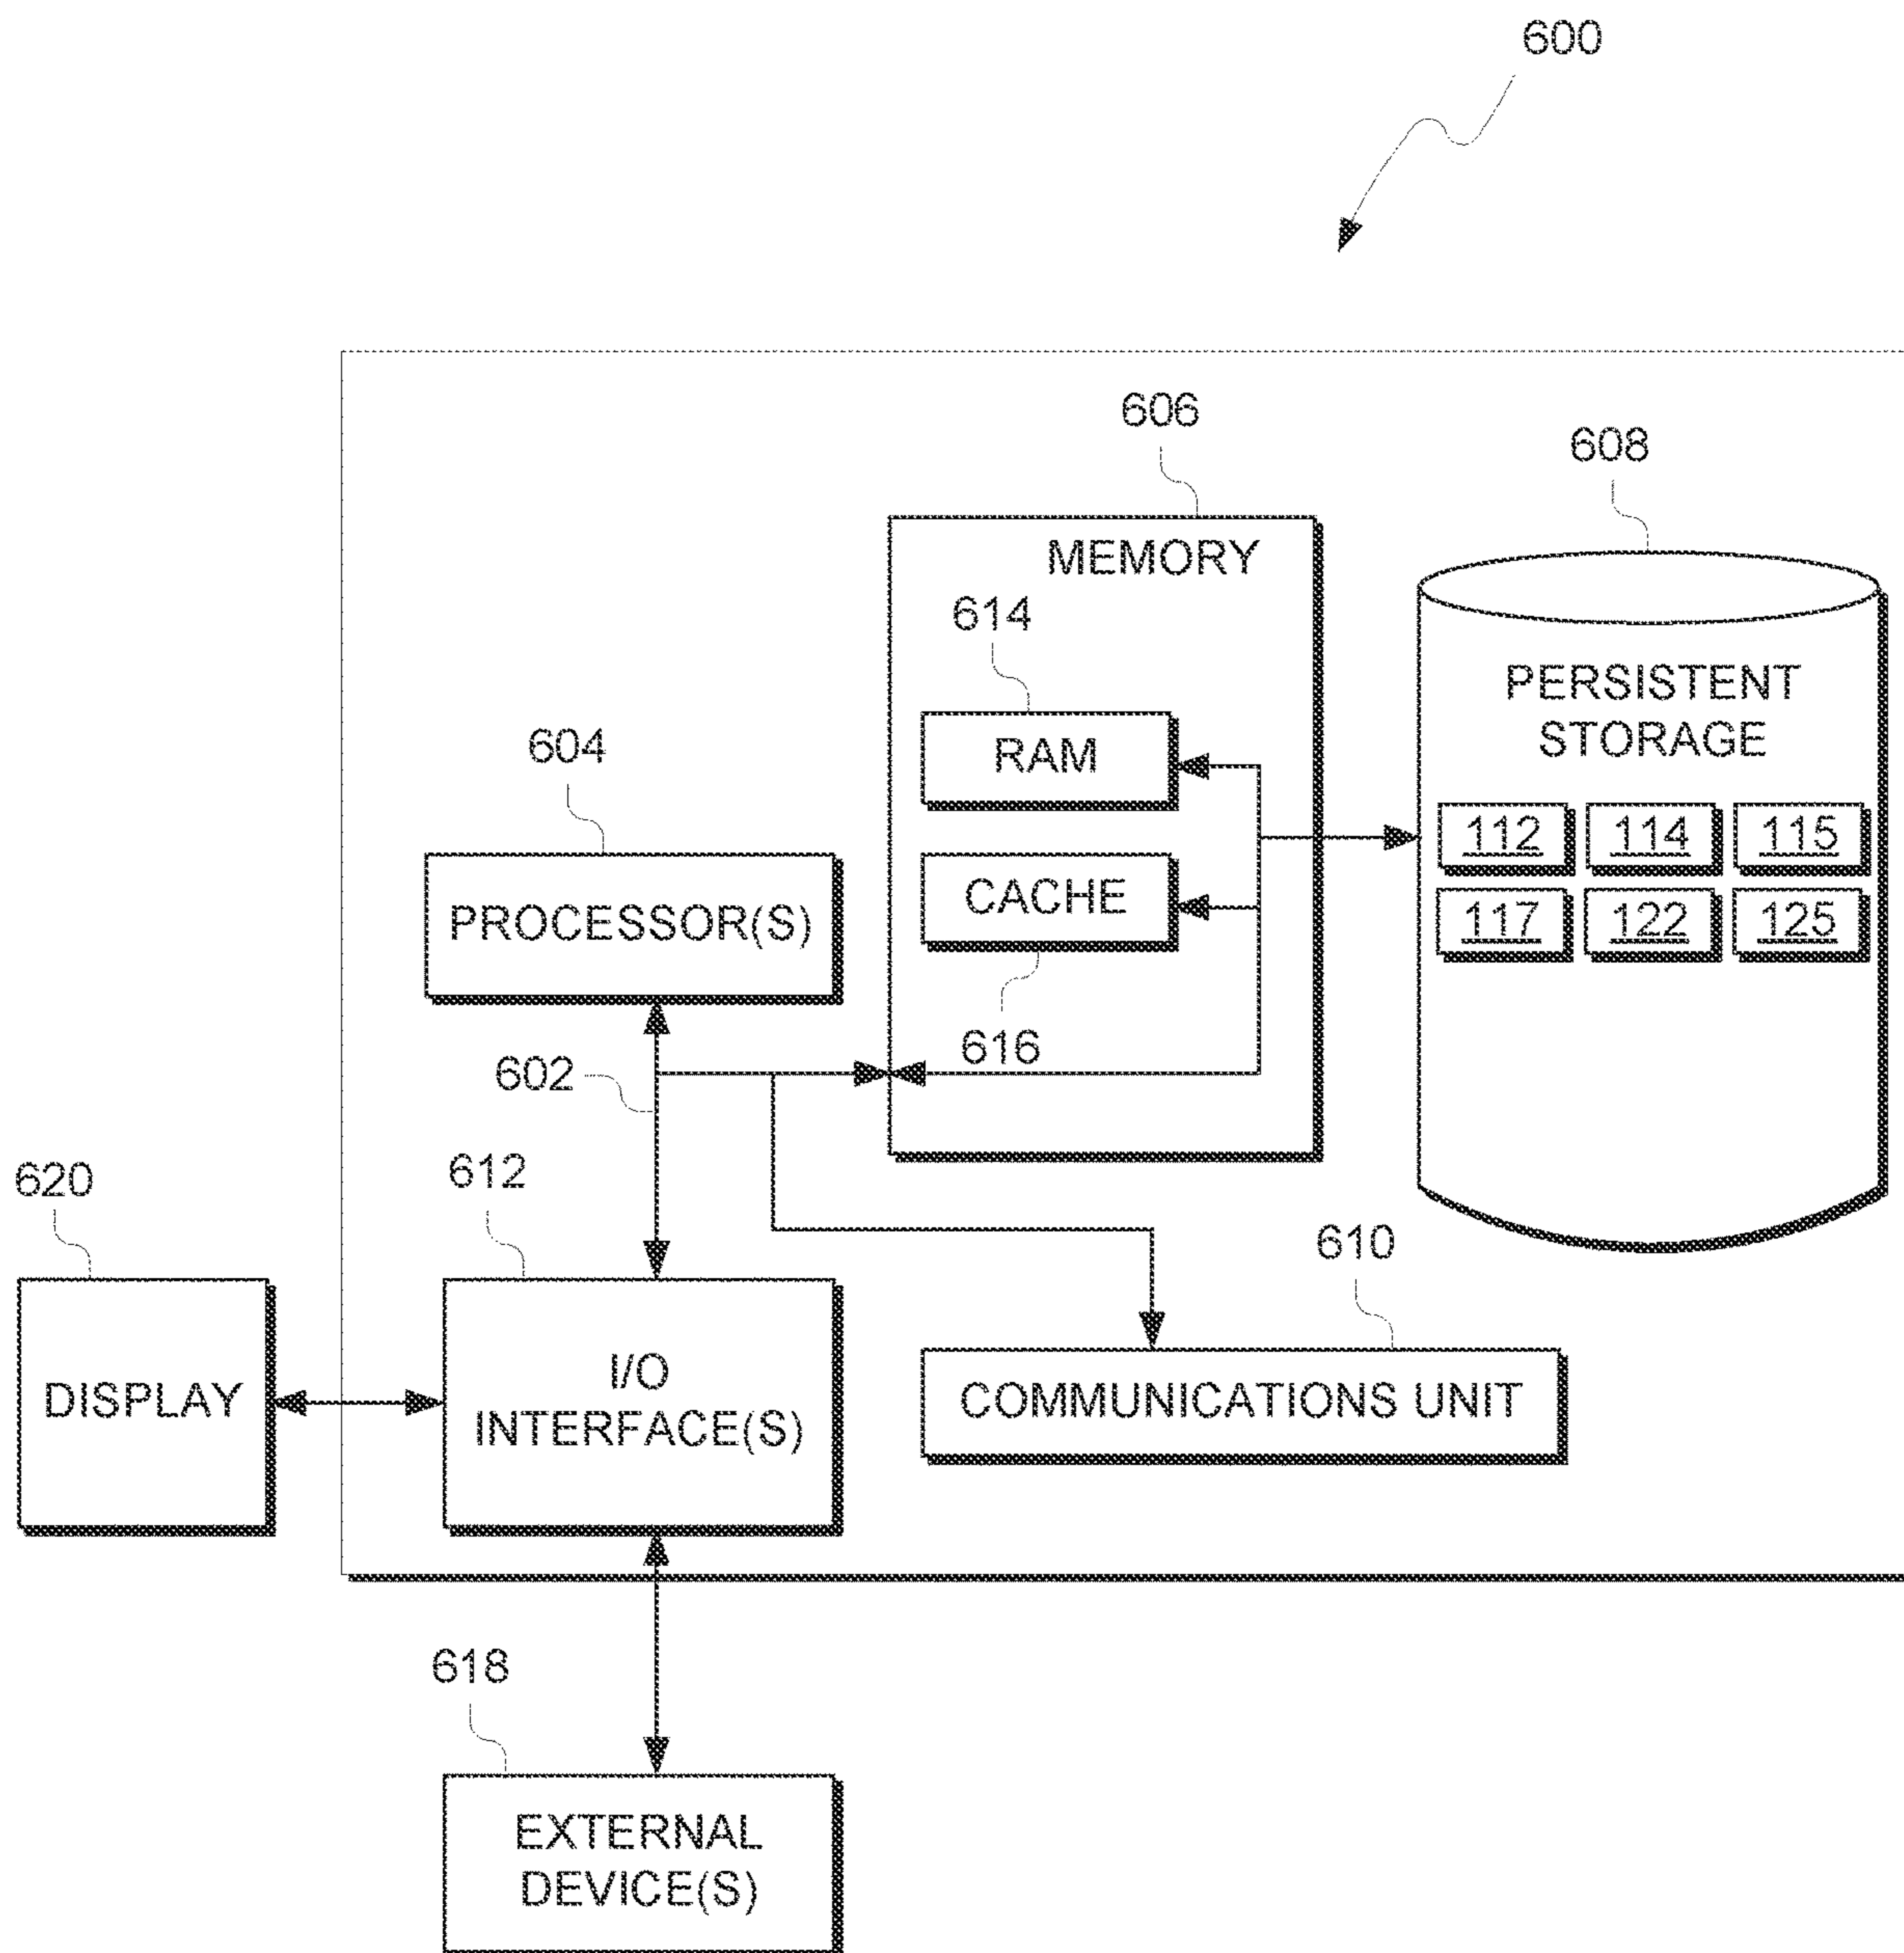 600
606
608
MEMORY
614
PERSISTENT
STORAGE
RAM
604
112 114 115
CACHE
PROCESSOR(S)
117 122 125
616
602
620
612
610
I/O
INTERFACE(S)
DISPLAY
COMMUNICATIONS UNIT
618
EXTERNAL
DEVICE(S)